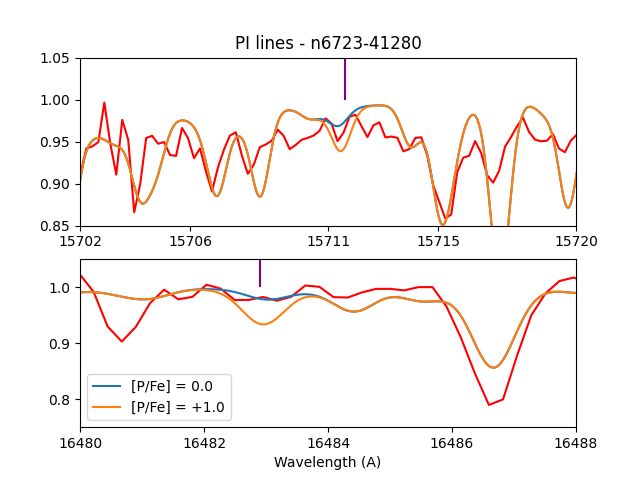 PI lines - n6723-41280
1.05
1.00
0.95
0.90
0.85
15702 15706 15711 15715 15720
1.0
0.9
0.8
[P/Fe] = 0.0
[P/Fe] = +1.0
16480 16482 16484 16486 16488
Wavelength (A)